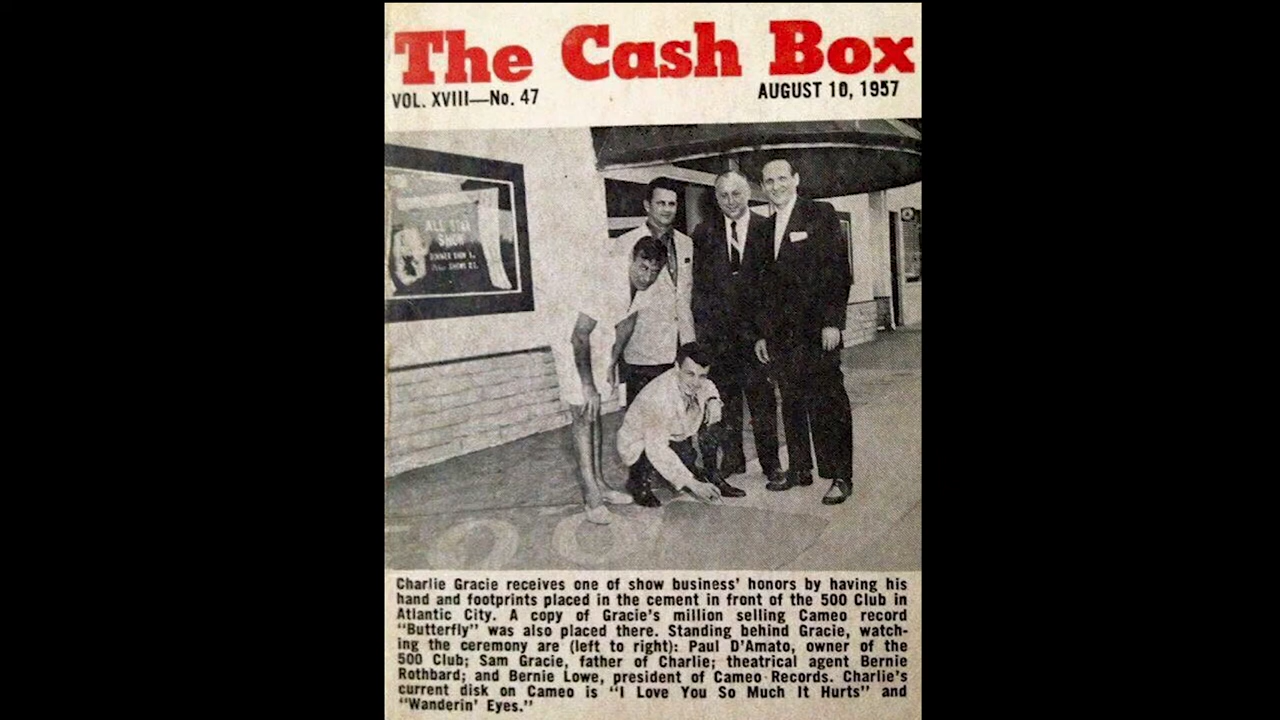 The Cash Box
VOL. XVIII—No. 47
AUGUST 10, 1957
ALL STAR
SHOW
DINNER SHOW
SHOWS
500
Charlie Gracie receives one of show business' honors by having his
hand and footprints placed in the cement in front of the 500 Club in
Atlantic City. A copy of Gracie's million selling Cameo record
"Butterfly" was also placed there. Standing behind Gracie, watch-
ing the ceremony are (left to right): Paul D'Amato, owner of the
500 Club; Sam Gracie, father of Charlie; theatrical agent Bernie
Rothbard; and Bernie Lowe, president of Cameo Records. Charlie's
current disk on Cameo is "I Love You So Much It Hurts" and
"Wanderin' Eyes."